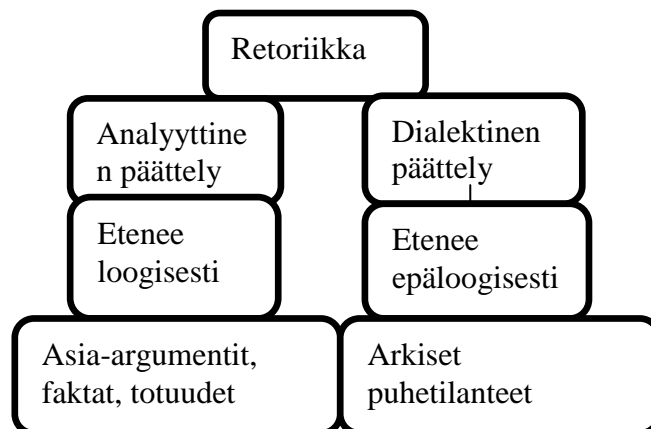 Retoriikka
Analyyttine
n päättely
Dialektinen
päättely
Etenee
loogisesti
Etenee
epäloogisesti
Asia-argumentit,
faktat, totuudet
Arkiset
puhetilanteet